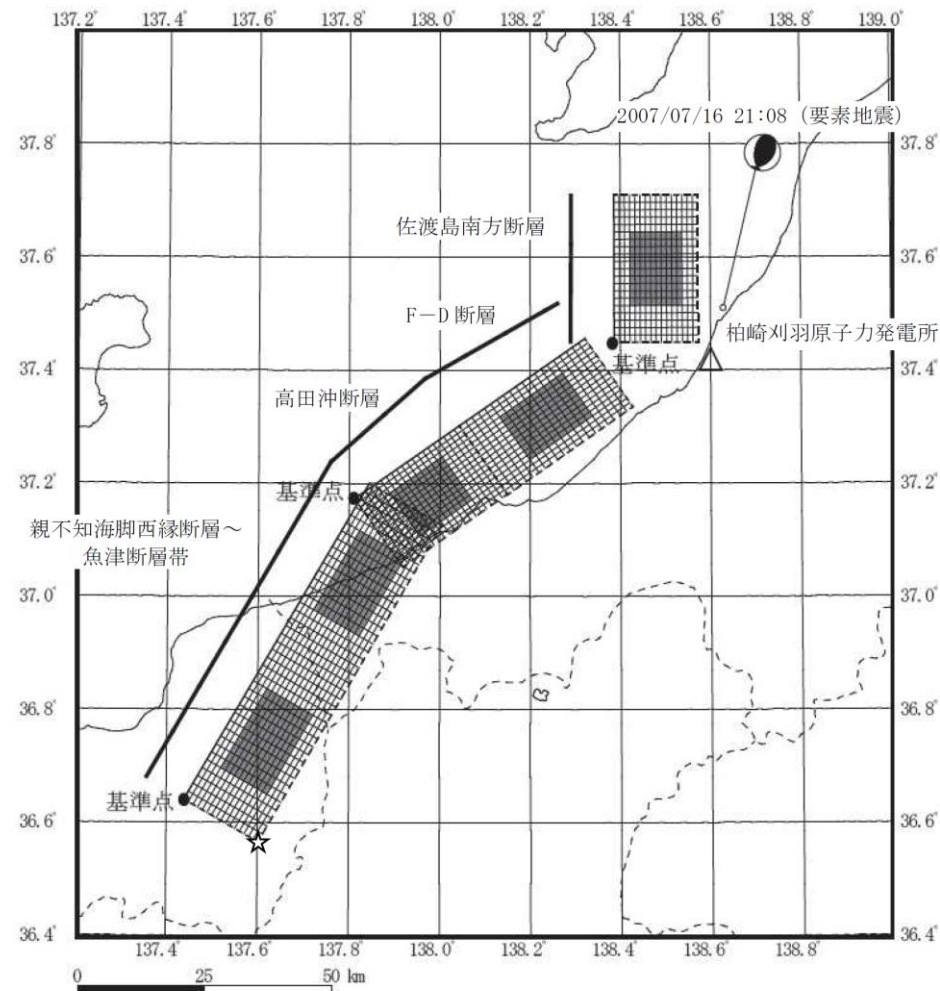 137.2° 137.4° 137.6° 137.8° 138.0° 138.2° 138.4° 138.6° 138.8° 139.0°
2007/07/16 21:08 (要素地震)
37.8° 37.8°
佐渡島南方断層
37.6° 37.6°
F－D 断層
柏崎刈羽原子力発電所
基準点
37.4° 37.4°
高田沖断層
37.2° 37.2°
基準点
親不知海脚西縁断層～
魚津断層帯
37.0° 37.0°
36.8° 36.8°
基準点
36.6° 36.6°
36.4° 36.4°
137.4° 137.6° 137.8° 138.0° 138.2° 138.4° 138.6° 138.8°
0 25 50 km